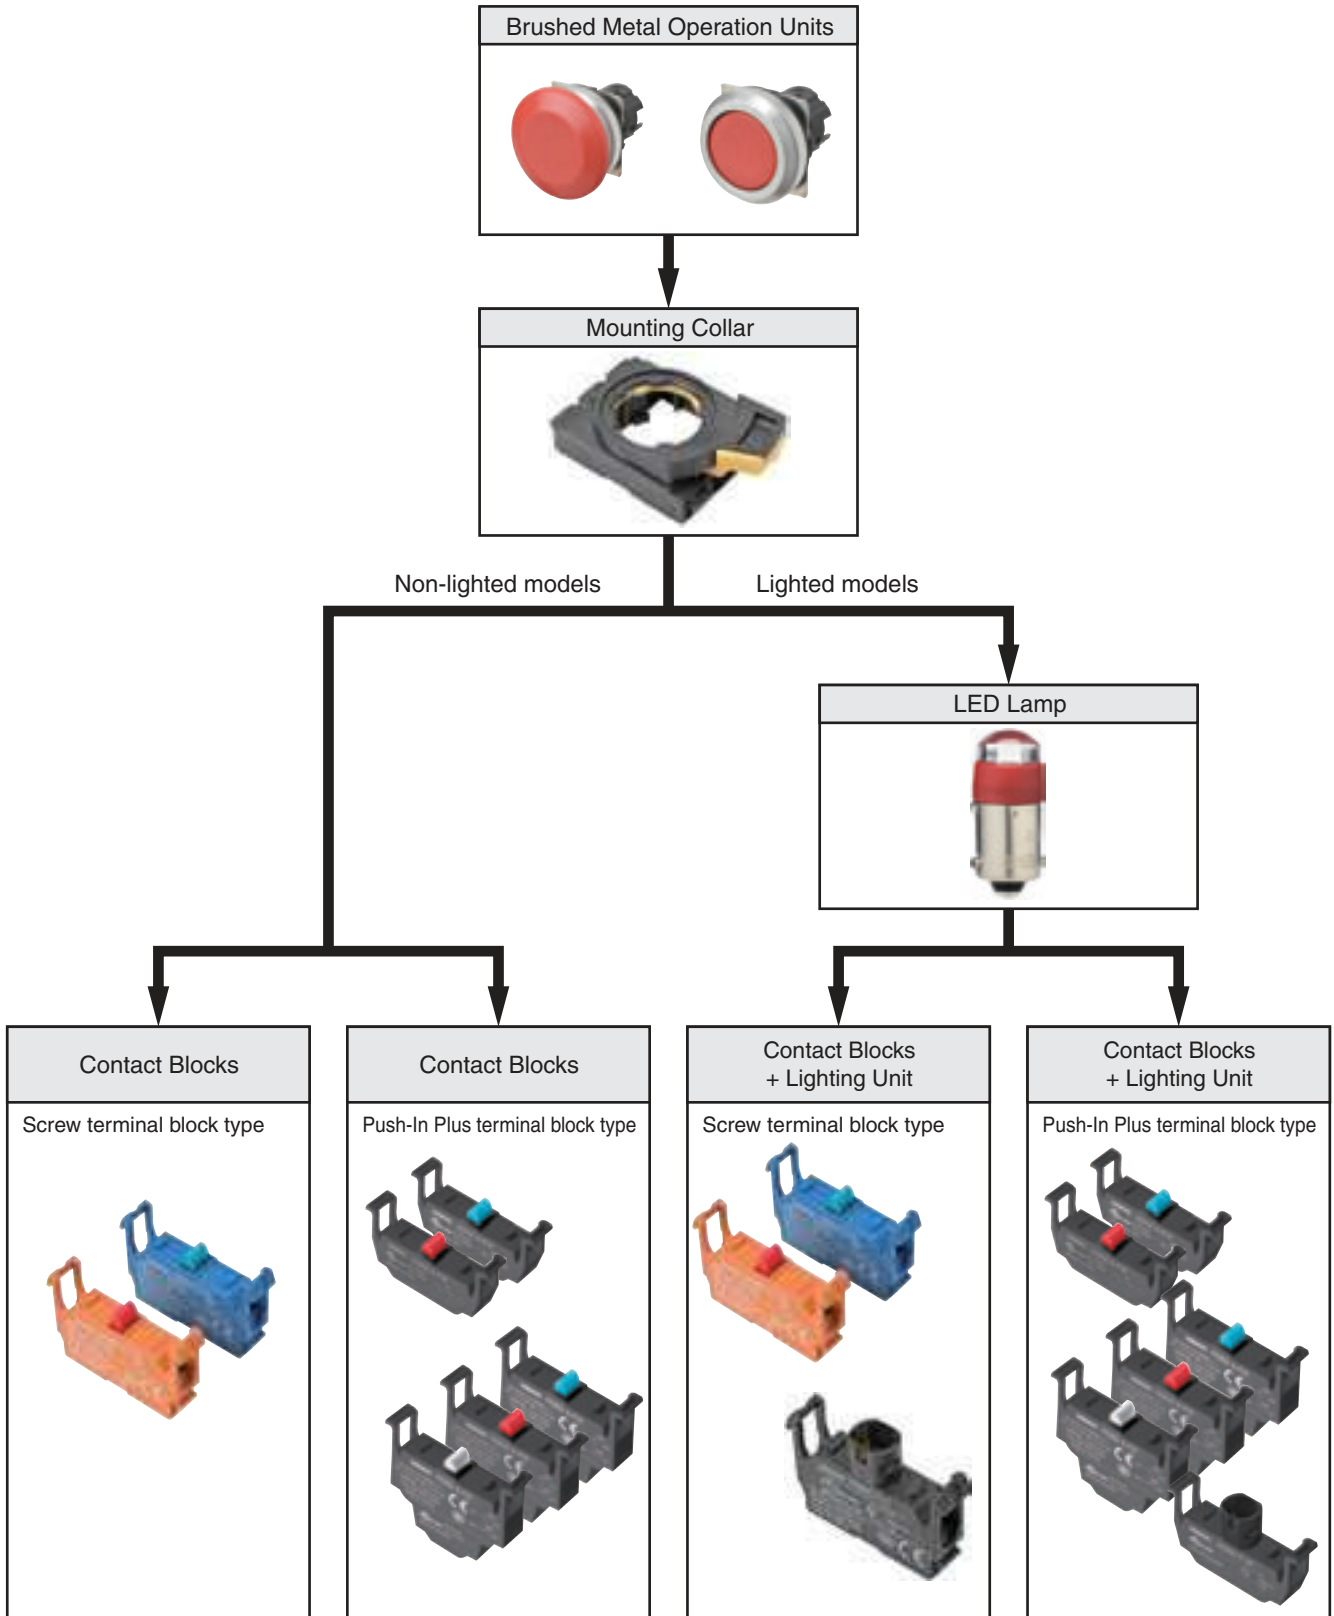 Brushed Metal Operation Units
Mounting Collar
Non-lighted models
Lighted models
LED Lamp
Contact Blocks
Screw terminal block type
Contact Blocks
Push-In Plus terminal block type
Contact Blocks
+ Lighting Unit
Screw terminal block type
Contact Blocks
+ Lighting Unit
Push-In Plus terminal block type